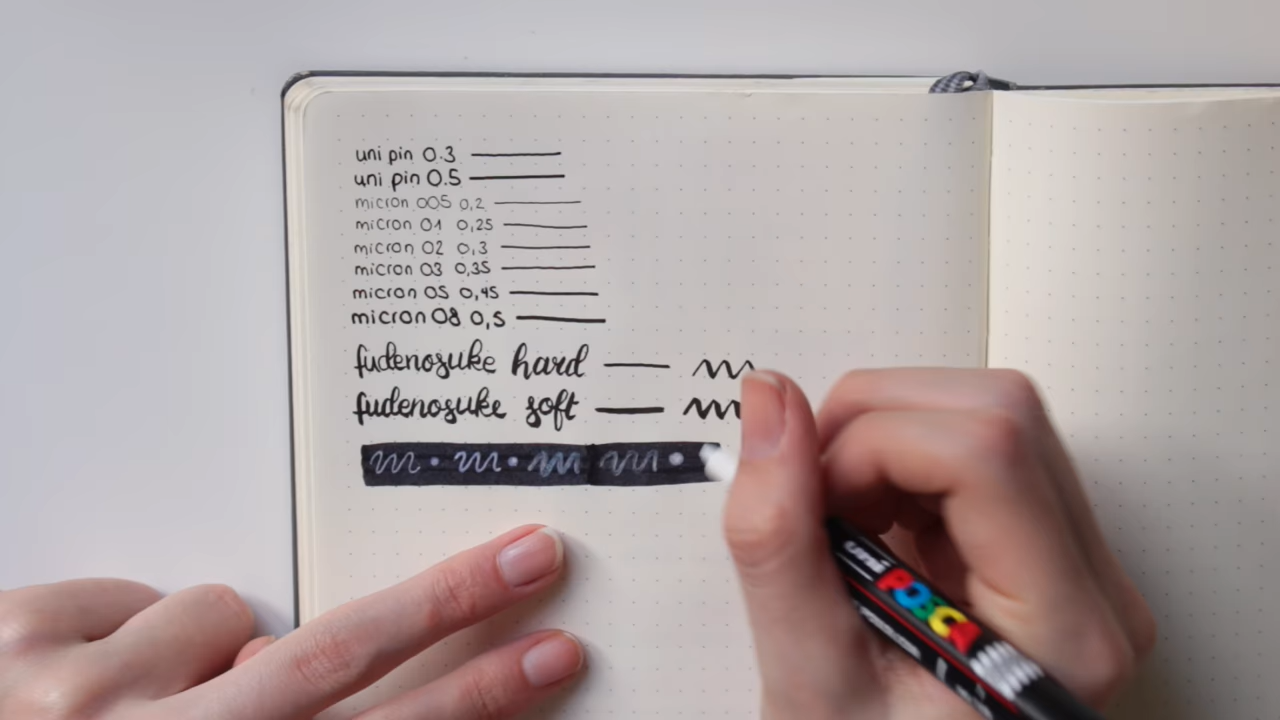 uni pin 0.3
uni pin 0.5
micron 005 0,2
micron 01 0,25
micron 02 0,3
micron 03 0,35
micron 05 0,45
micron 08 0,5
fudenosuke hard
fudenosuke soft
uni POSCA